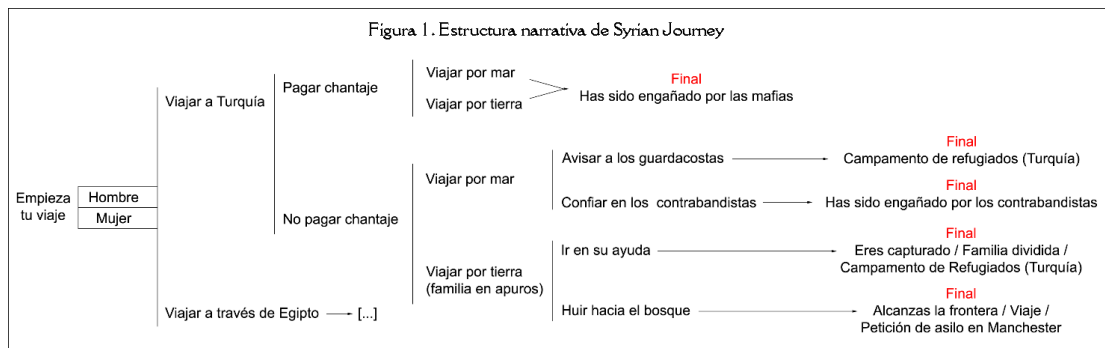 Figura 1. Estructura narrativa de Syrian Journey
Empieza
tu viaje
Hombre
Mujer
Viajar a Turquía
Pagar chantaje
Viajar por mar
Viajar por tierra
Final
Has sido engañado por las mafias
No pagar chantaje
Viajar por mar
Avisar a los guardacostas
Final
Campamento de refugiados (Turquía)
Confiar en los contrabandistas
Final
Has sido engañado por los contrabandistas
Viajar por tierra
(familia en apuros)
Ir en su ayuda
Final
Eres capturado / Familia dividida /
Campamento de Refugiados (Turquía)
Huir hacia el bosque
Final
Alcanzas la frontera / Viaje /
Petición de asilo en Manchester
Viajar a través de Egipto
[...]